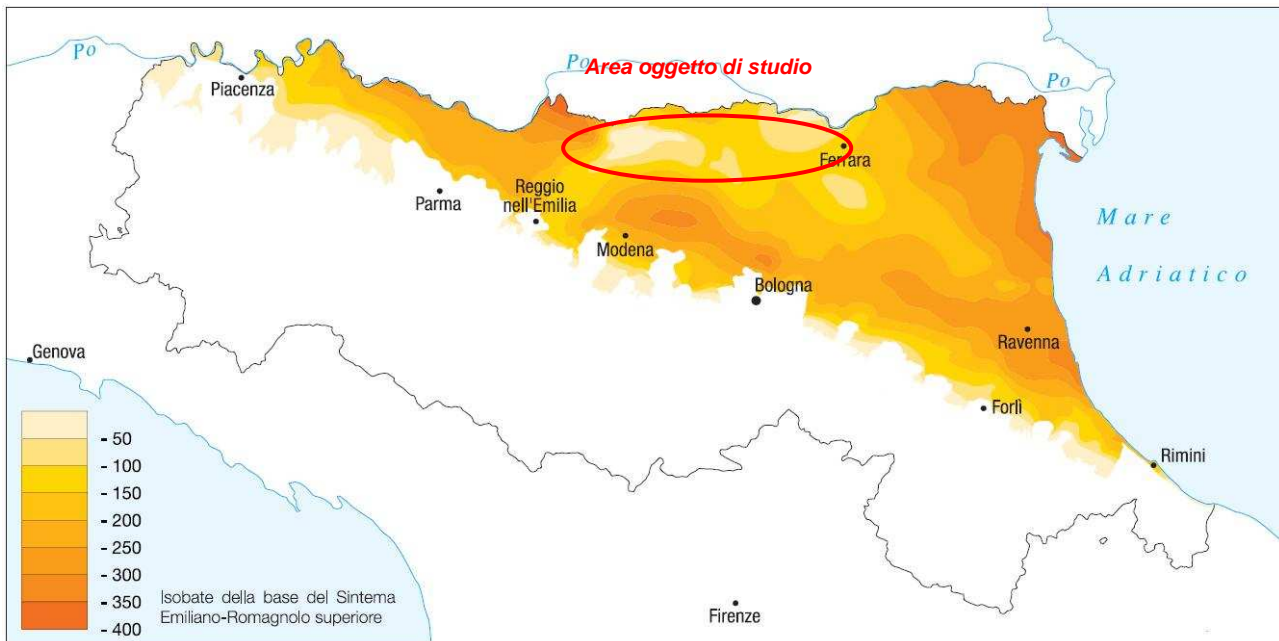 Po
Po
Area oggetto di studio
Po
Piacenza
Ferrara
Parma
Reggio
nell'Emilia
Modena
Mare
Adriatico
Bologna
Ravenna
Genova
Forlì
Rimini
Firenze
- 50
- 100
- 150
- 200
- 250
- 300
- 350
- 400
Isobate della base del Sintema
Emiliano-Romagnolo superiore